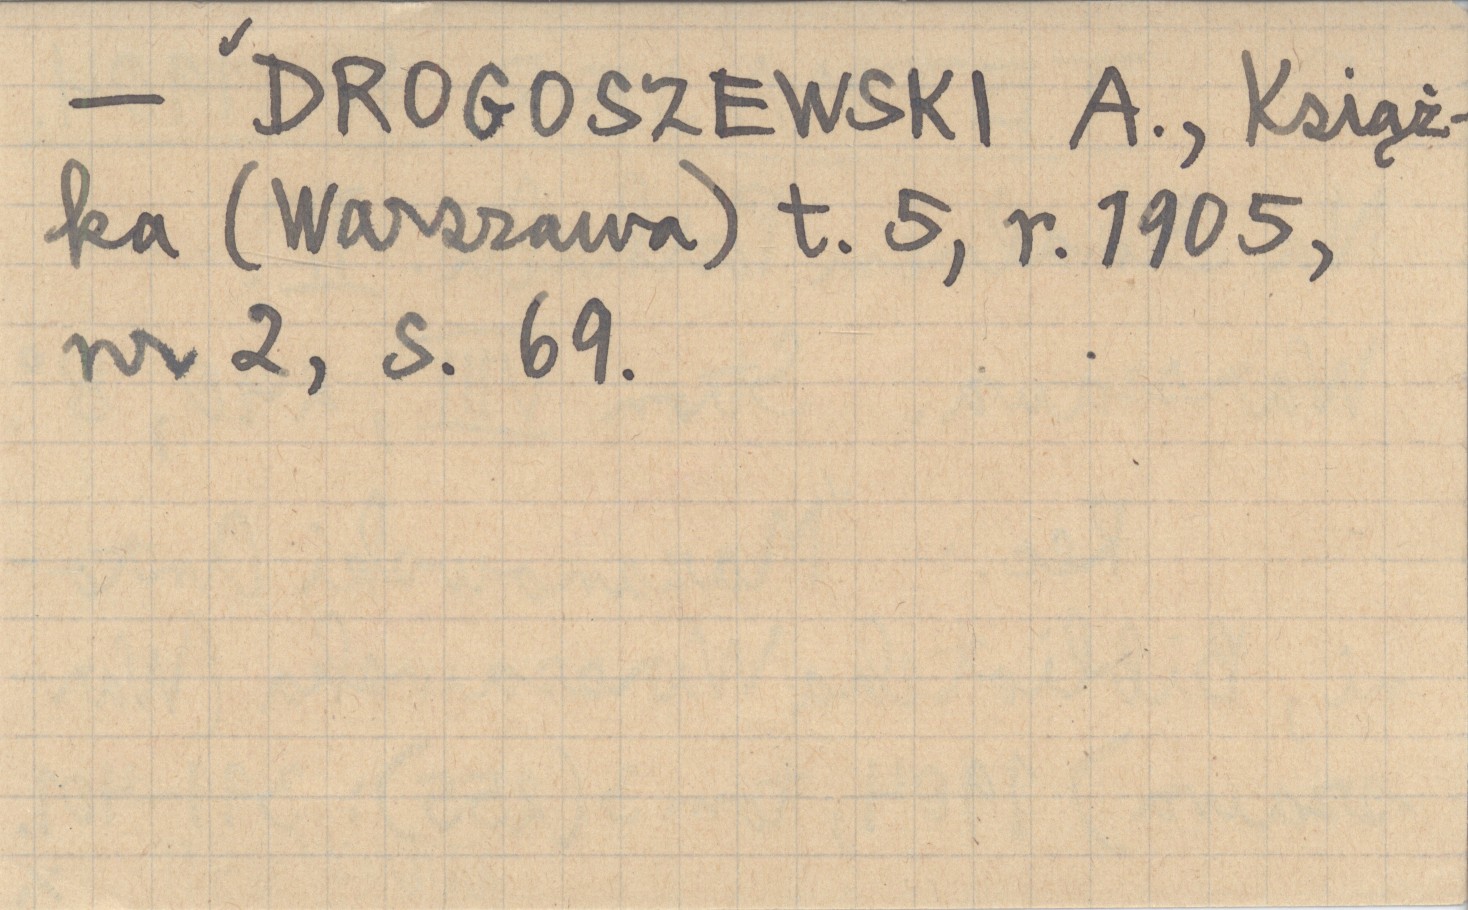 — DROGOSZEWSKI A., Książ-
ka (Warszawa) t. 5, r. 1905,
nr 2, s. 69.